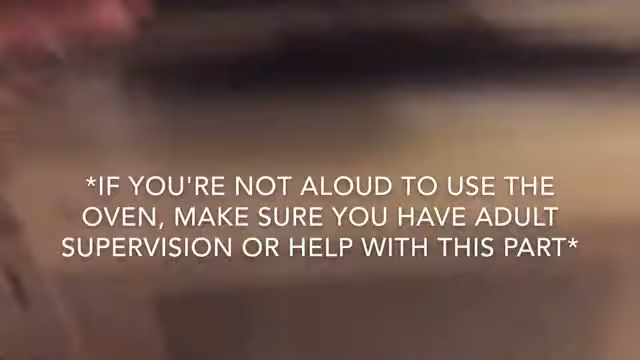 *IF YOU'RE NOT ALOUD TO USE THE
OVEN, MAKE SURE YOU HAVE ADULT
SUPERVISION OR HELP WITH THIS PART*